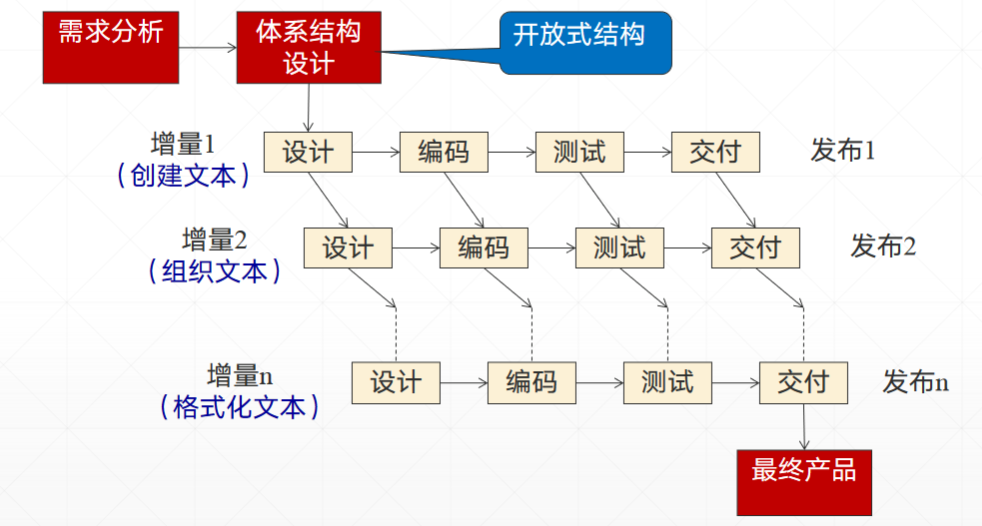 需求分析
体系结构
设计
开放式结构
增量1
（创建文本）
设计
编码
测试
交付
发布1
增量2
（组织文本）
设计
编码
测试
交付
发布2
增量n
（格式化文本）
设计
编码
测试
交付
发布n
最终产品